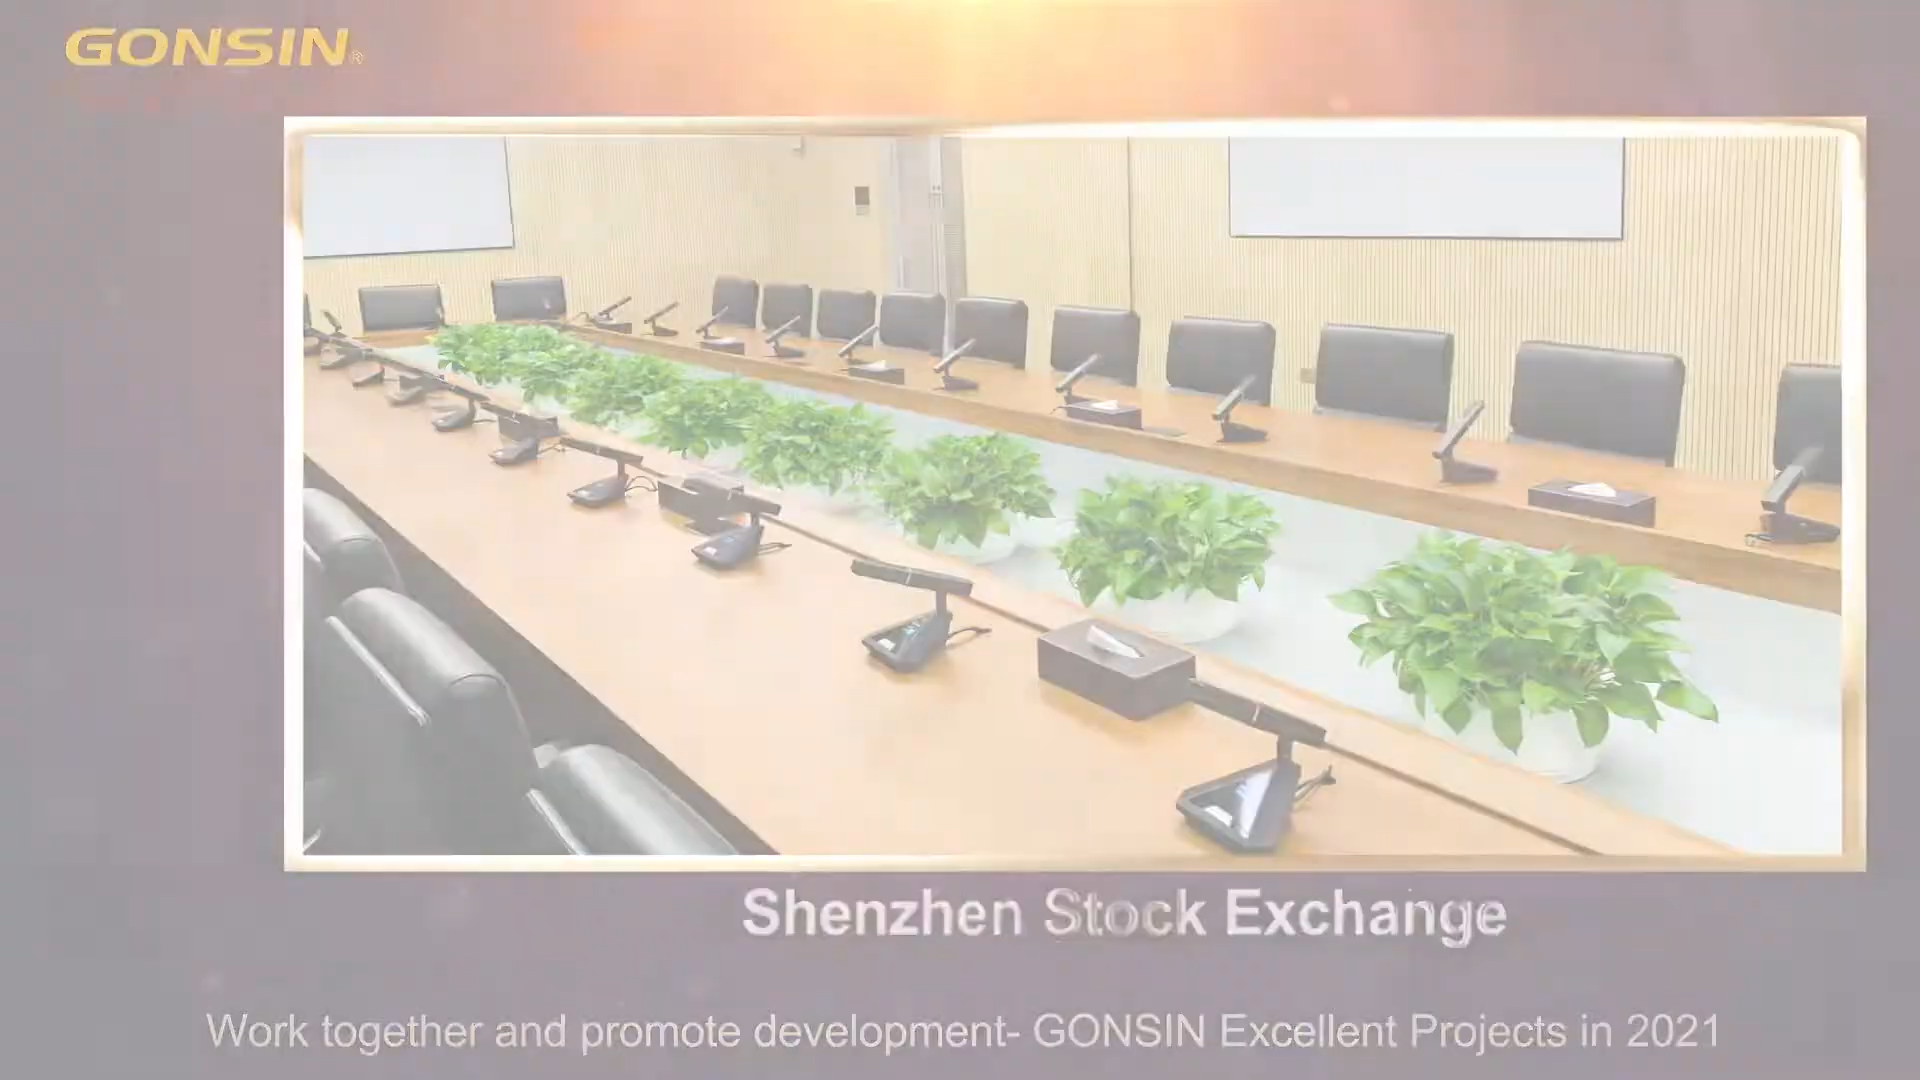 GONSIN®
Shenzhen Stock Exchange
Work together and promote development- GONSIN Excellent Projects in 2021